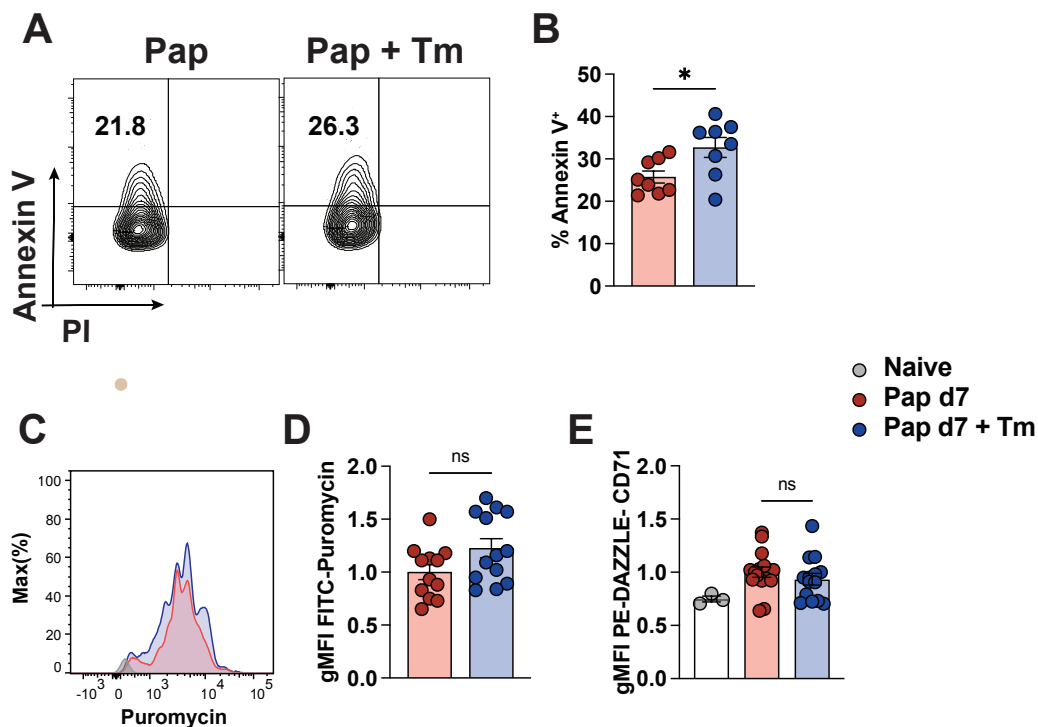 A
Pap
Pap + Tm
21.8
26.3
Annexin V
PI
B
*
% Annexin V+
50
40
30
20
10
0
Naive
Pap d7
Pap d7 + Tm
C
Max(%)
100
80
60
40
20
0
-10³ 0 10³ 10⁴ 10⁵
Puromycin
D
ns
gMFI FITC-Puromycin
2.0
1.5
1.0
0.5
0.0
E
ns
gMFI PE-DAZZLE- CD71
2.0
1.5
1.0
0.5
0.0